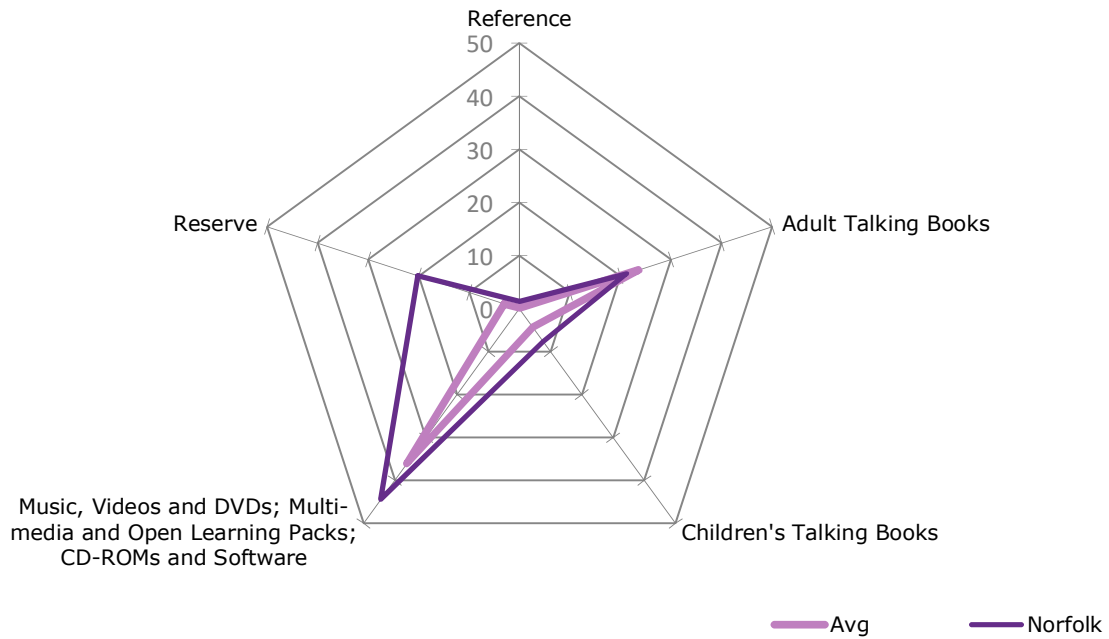 Reference
50
40
30
20
10
0
Reserve
Adult Talking Books
Music, Videos and DVDs; Multi-
media and Open Learning Packs;
CD-ROMs and Software
Children's Talking Books
Avg
Norfolk